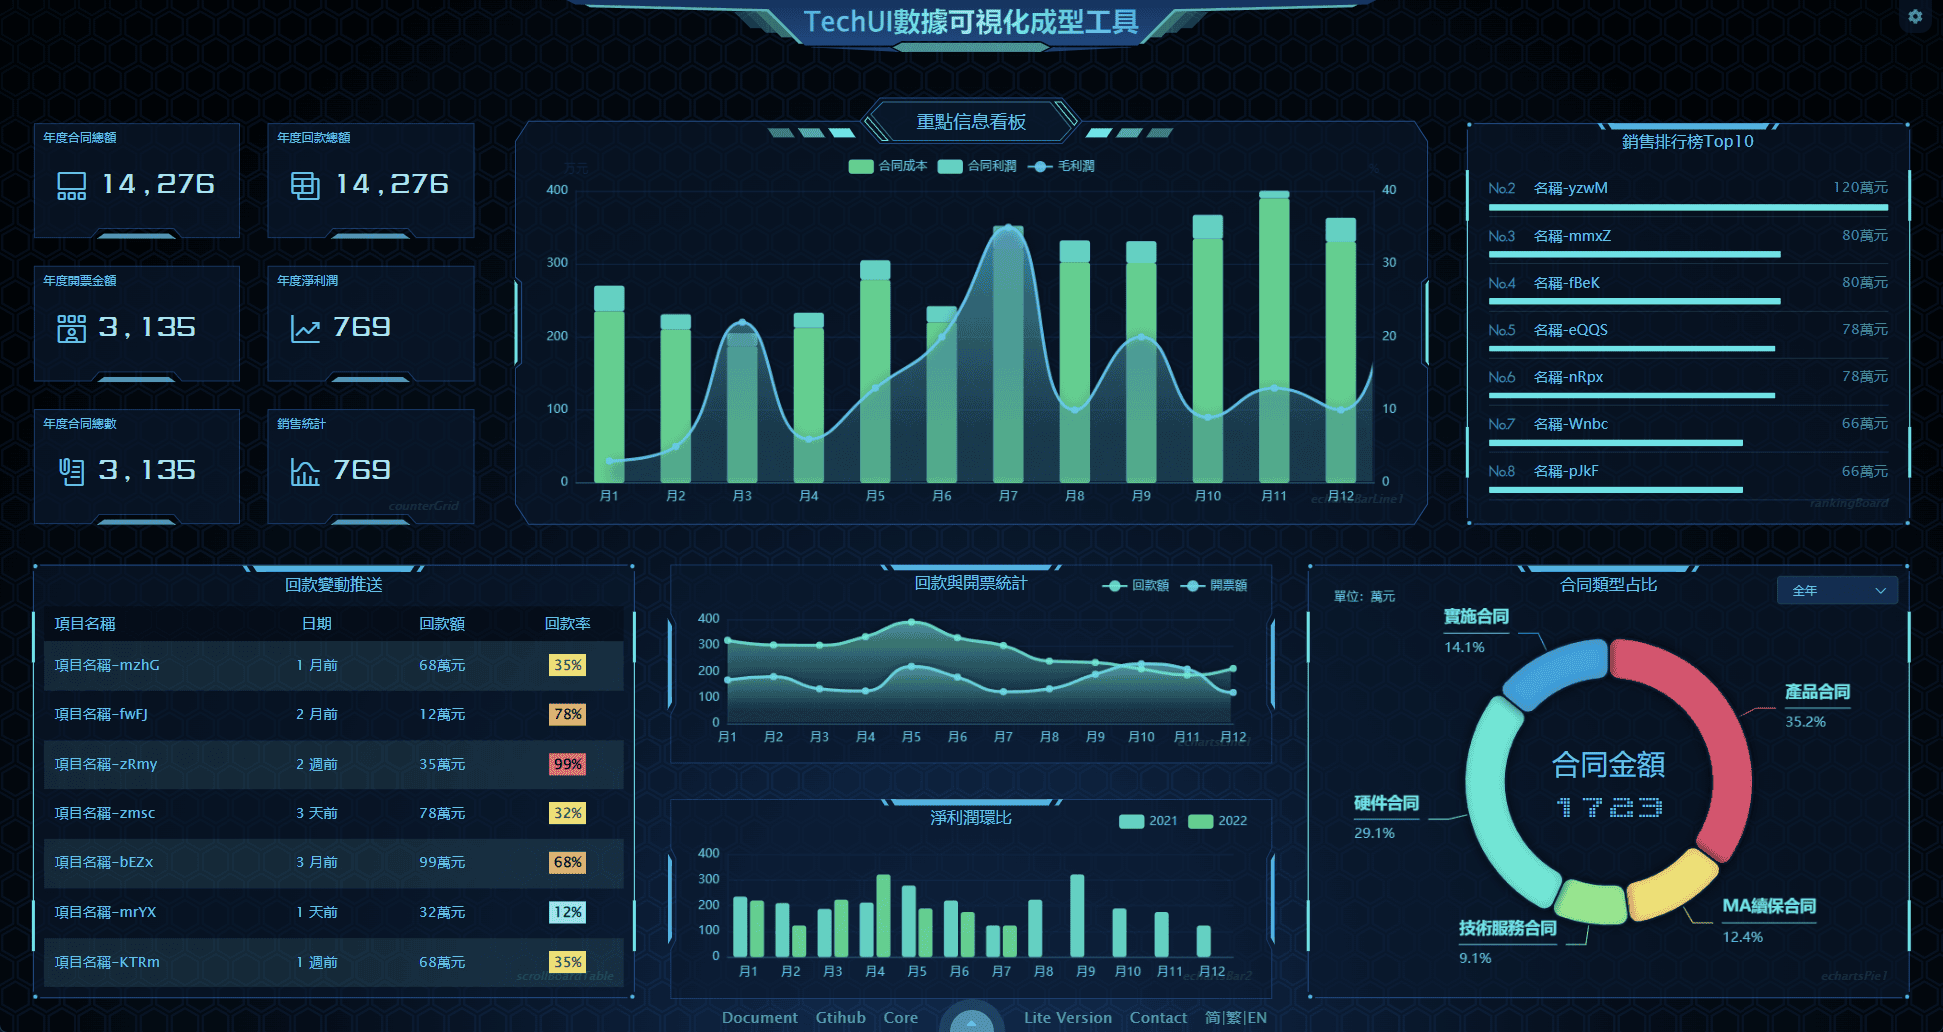 TechUI數據可視化成型工具
年度合同總額
14,276
年度回款總額
14,276
年度開票金額
3,135
年度淨利潤
769
年度合同總數
3,135
銷售統計
769
counterGrid
重點信息看板
萬元
合同成本 合同利潤 毛利潤
400
300
200
100
0
40
30
20
10
0
月1 月2 月3 月4 月5 月6 月7 月8 月9 月10 月11 月12
銷售排行榜Top10
No.2 名稱-yzwM 120萬元
No.3 名稱-mmxZ 80萬元
No.4 名稱-fBeK 80萬元
No.5 名稱-eQQS 78萬元
No.6 名稱-nRpx 78萬元
No.7 名稱-Wnbc 66萬元
No.8 名稱-pJkF 66萬元
rankingBoard
回款變動推送
項目名稱 日期 回款額 回款率
項目名稱-mzhG 1 月前 68萬元 35%
項目名稱-fwFJ 2 月前 12萬元 78%
項目名稱-zRmy 2 週前 35萬元 99%
項目名稱-zmsc 3 天前 78萬元 32%
項目名稱-bEZx 3 月前 99萬元 68%
項目名稱-mrYX 1 天前 32萬元 12%
項目名稱-KTRm 1 週前 68萬元 35%
scrollBoardTable
回款與開票統計
回款額 開票額
400
300
200
100
0
月1 月2 月3 月4 月5 月6 月7 月8 月9 月10 月11 月12
淨利潤環比
2021 2022
400
300
200
100
0
月1 月2 月3 月4 月5 月6 月7 月8 月9 月10 月11 月12
合同類型占比
全年
單位：萬元
實施合同
14.1%
產品合同
35.2%
硬件合同
29.1%
合同金額
1723
MA續保合同
12.4%
技術服務合同
9.1%
echartsPie1
Document Gtihub Core Lite Version Contact 简|繁|EN